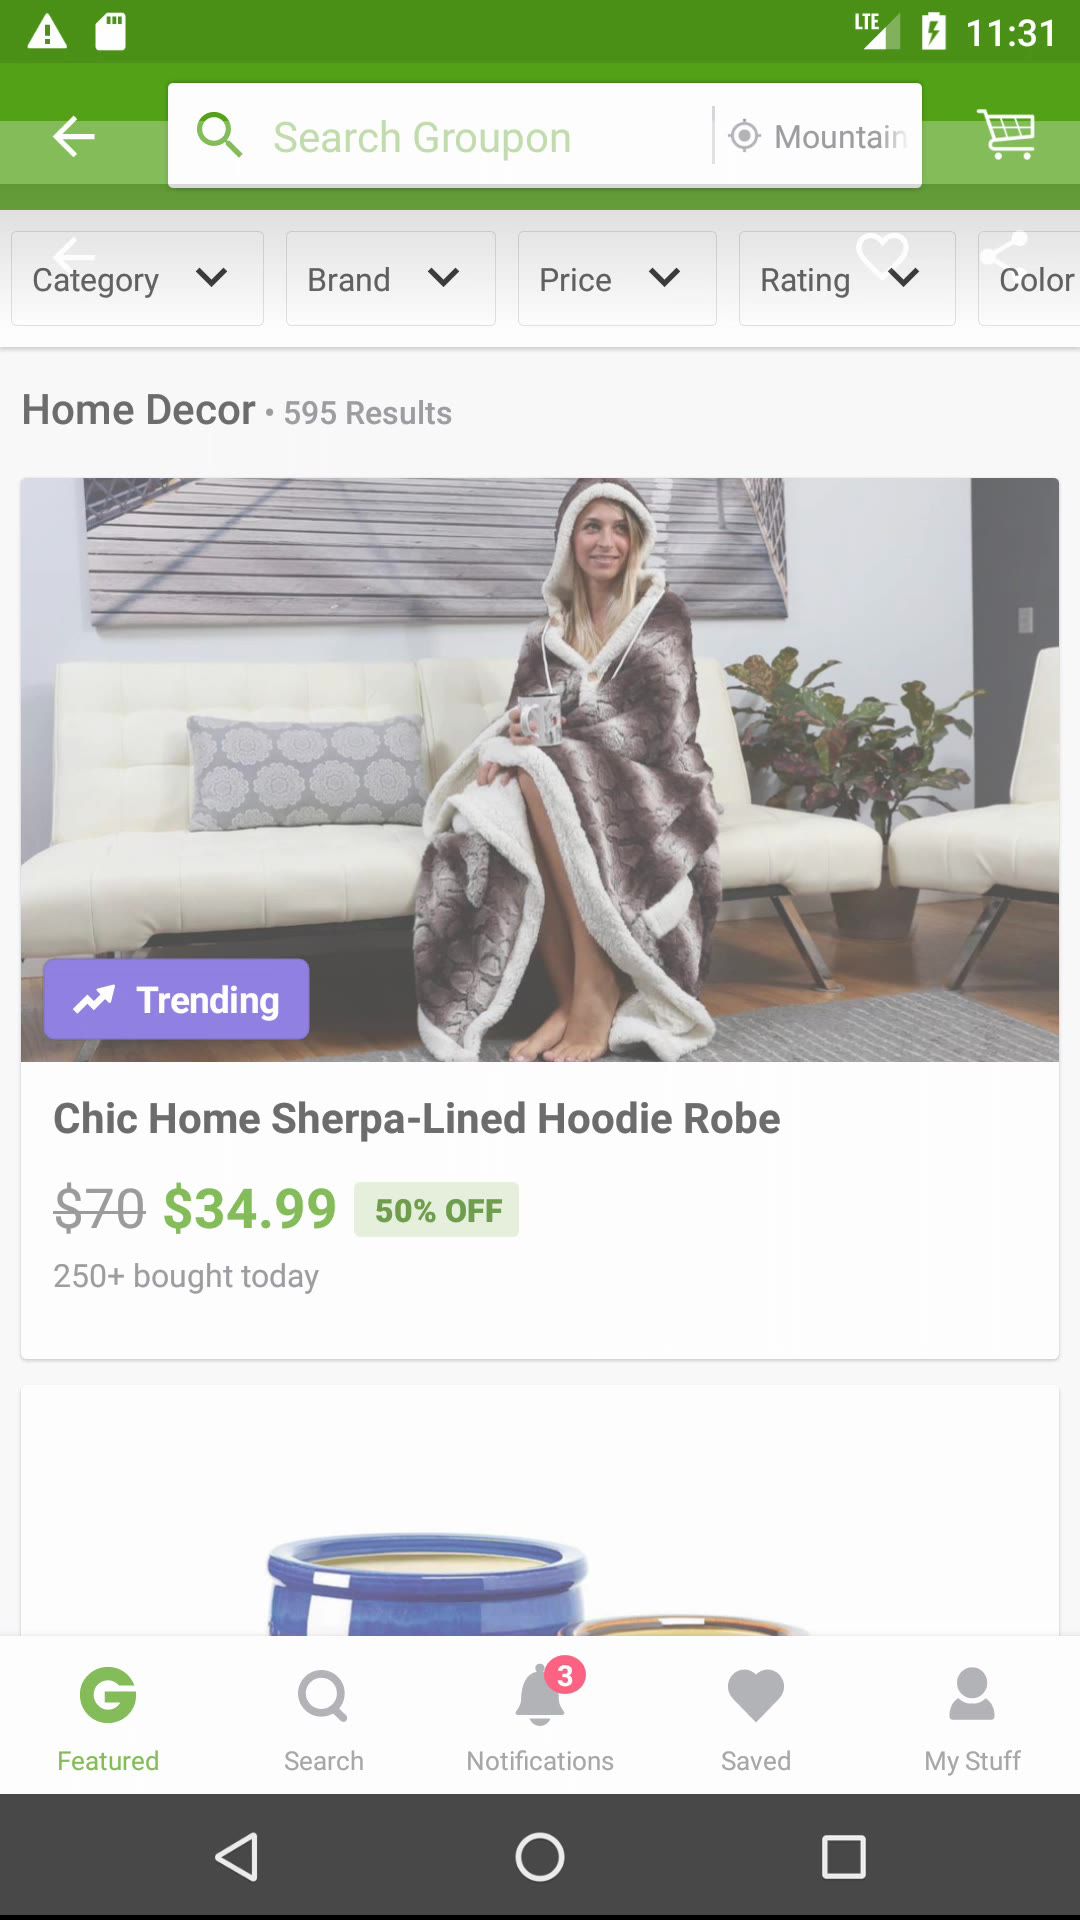 LTE 11:31
Search Groupon Mountain
Category Brand Price Rating Color
Home Decor • 595 Results
Trending
Chic Home Sherpa-Lined Hoodie Robe
$70 $34.99 50% OFF
250+ bought today
3
Featured Search Notifications Saved My Stuff